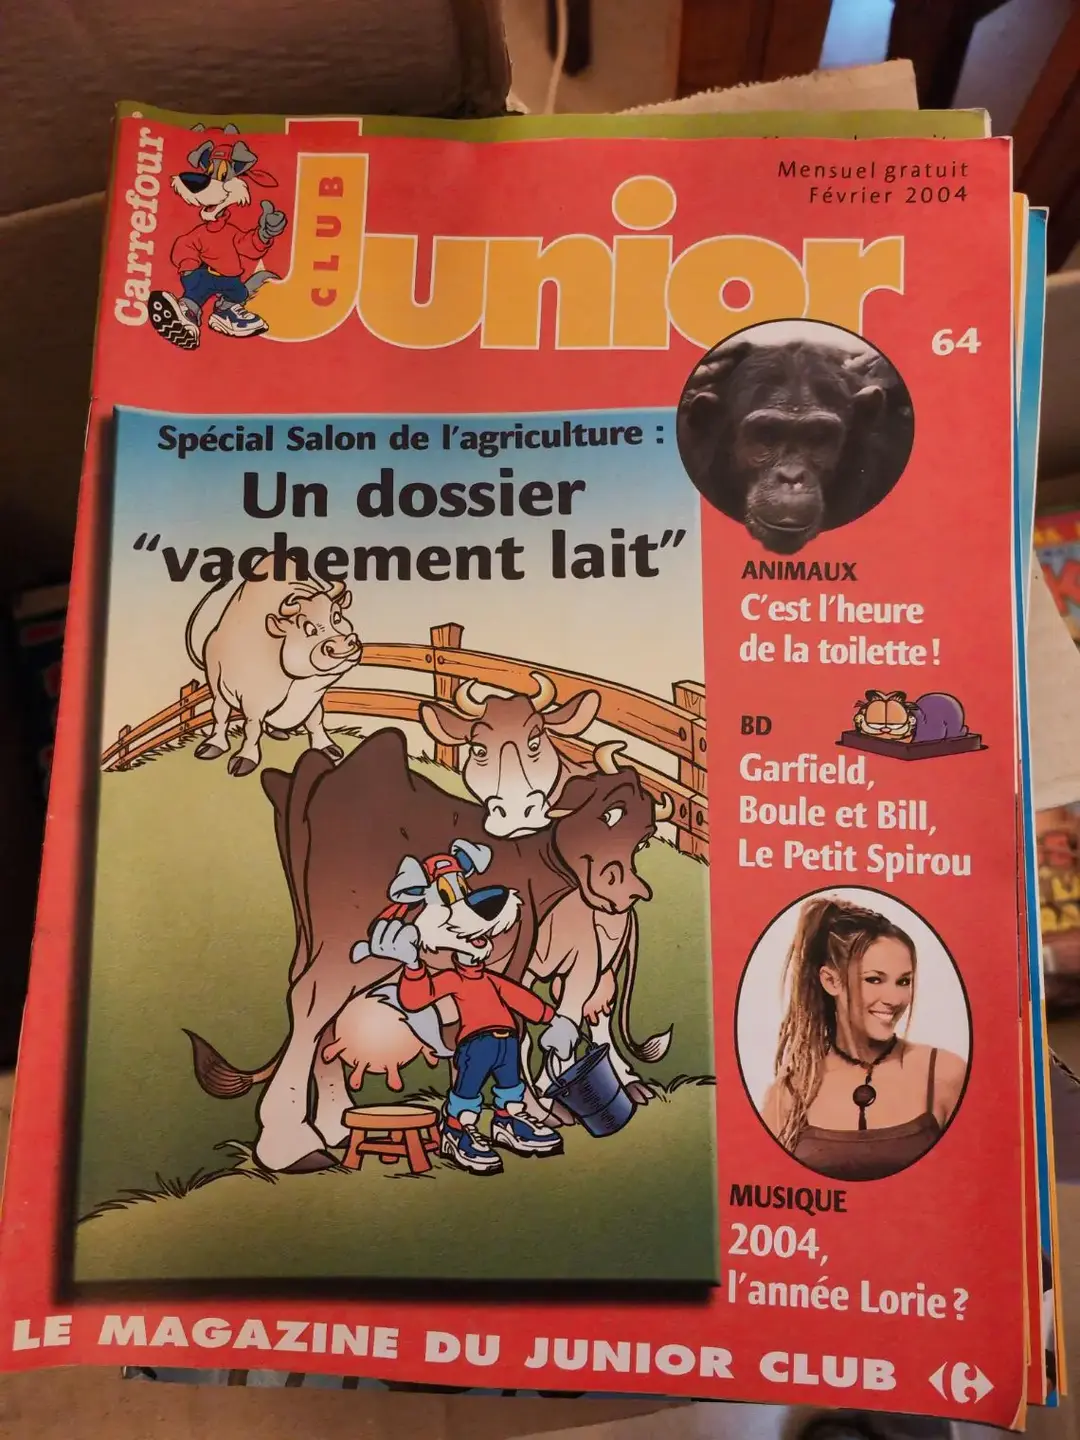 Carrefour
CLUB
Junior
Mensuel gratuit
Février 2004
64
Spécial Salon de l'agriculture :
Un dossier
"vachement lait"
ANIMAUX
C'est l'heure
de la toilette !
BD
Garfield,
Boule et Bill,
Le Petit Spirou
MUSIQUE
2004,
l'année Lorie ?
LE MAGAZINE DU JUNIOR CLUB